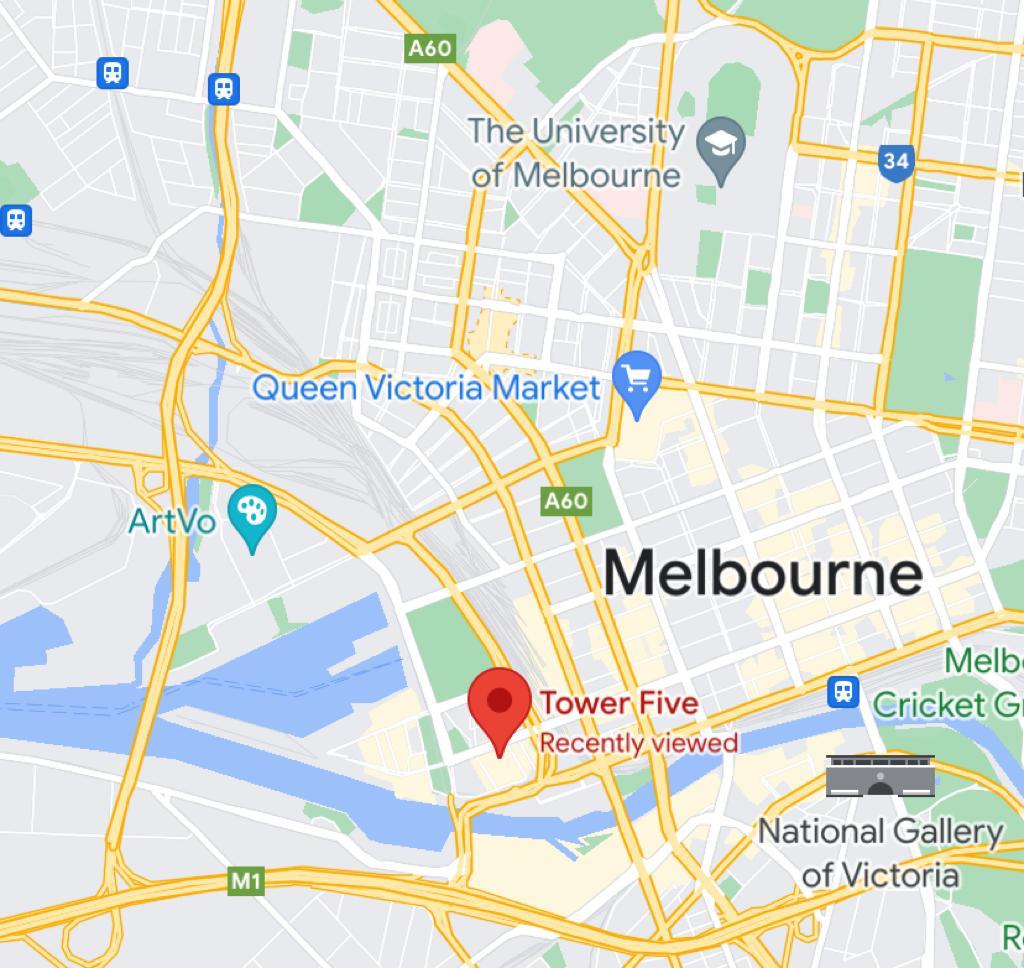 A60
The University
of Melbourne
34
Queen Victoria Market
A60
ArtVo
Melbourne
Melb
Cricket G
Tower Five
Recently viewed
National Gallery
of Victoria
M1
R